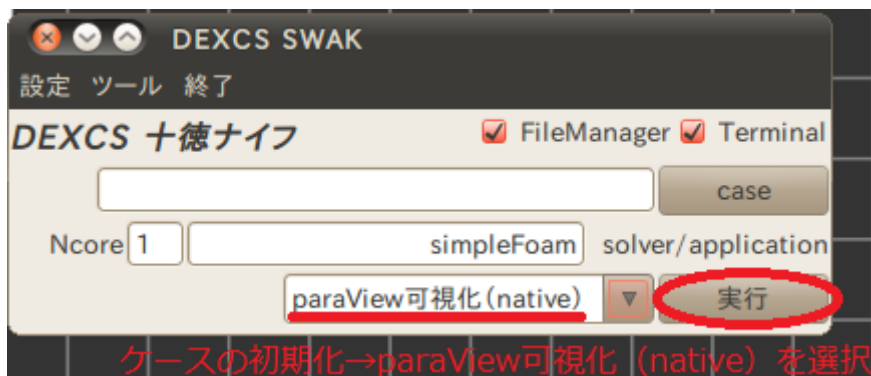 DEXCS SWAK
設定 ツール 終了
DEXCS 十徳ナイフ FileManager Terminal
case
Ncore 1 simpleFoam solver/application
paraView可視化(native) 実行
ケースの初期化→paraView可視化（native）を選択